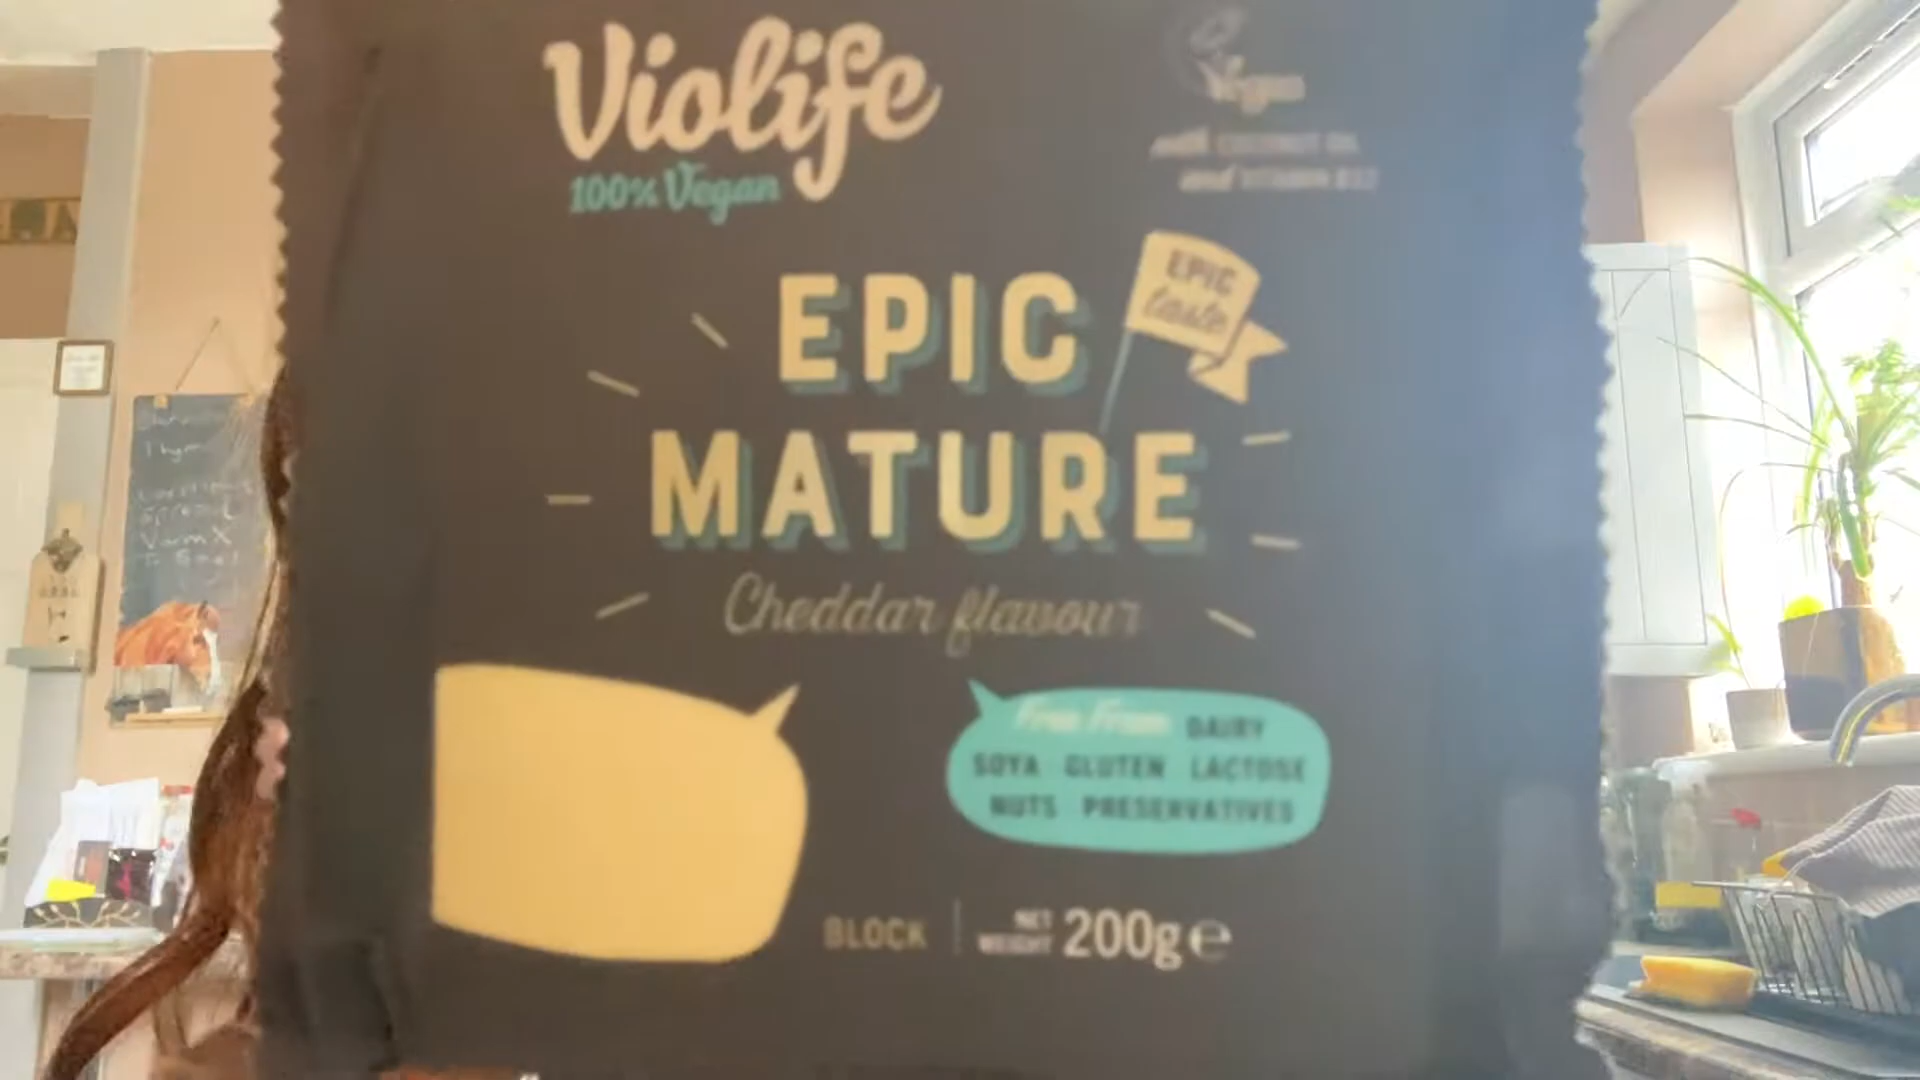 Violife
100% Vegan
Vegan
with COCONUT OIL
and VITAMIN B12
EPIC
taste
EPIC
MATURE
Cheddar flavour
Free From DAIRY
SOYA GLUTEN LACTOSE
NUTS PRESERVATIVES
BLOCK
NET
WEIGHT
200g e